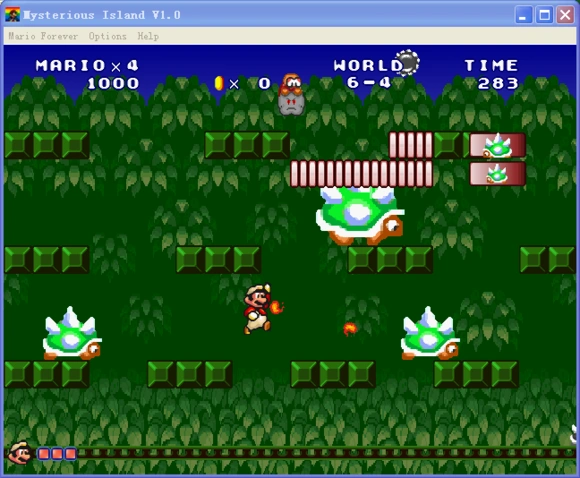 Mysterious Island V1.0
Mario Forever Options Help
MARIO × 4 WORLD TIME
1000 × 0 6-4 283